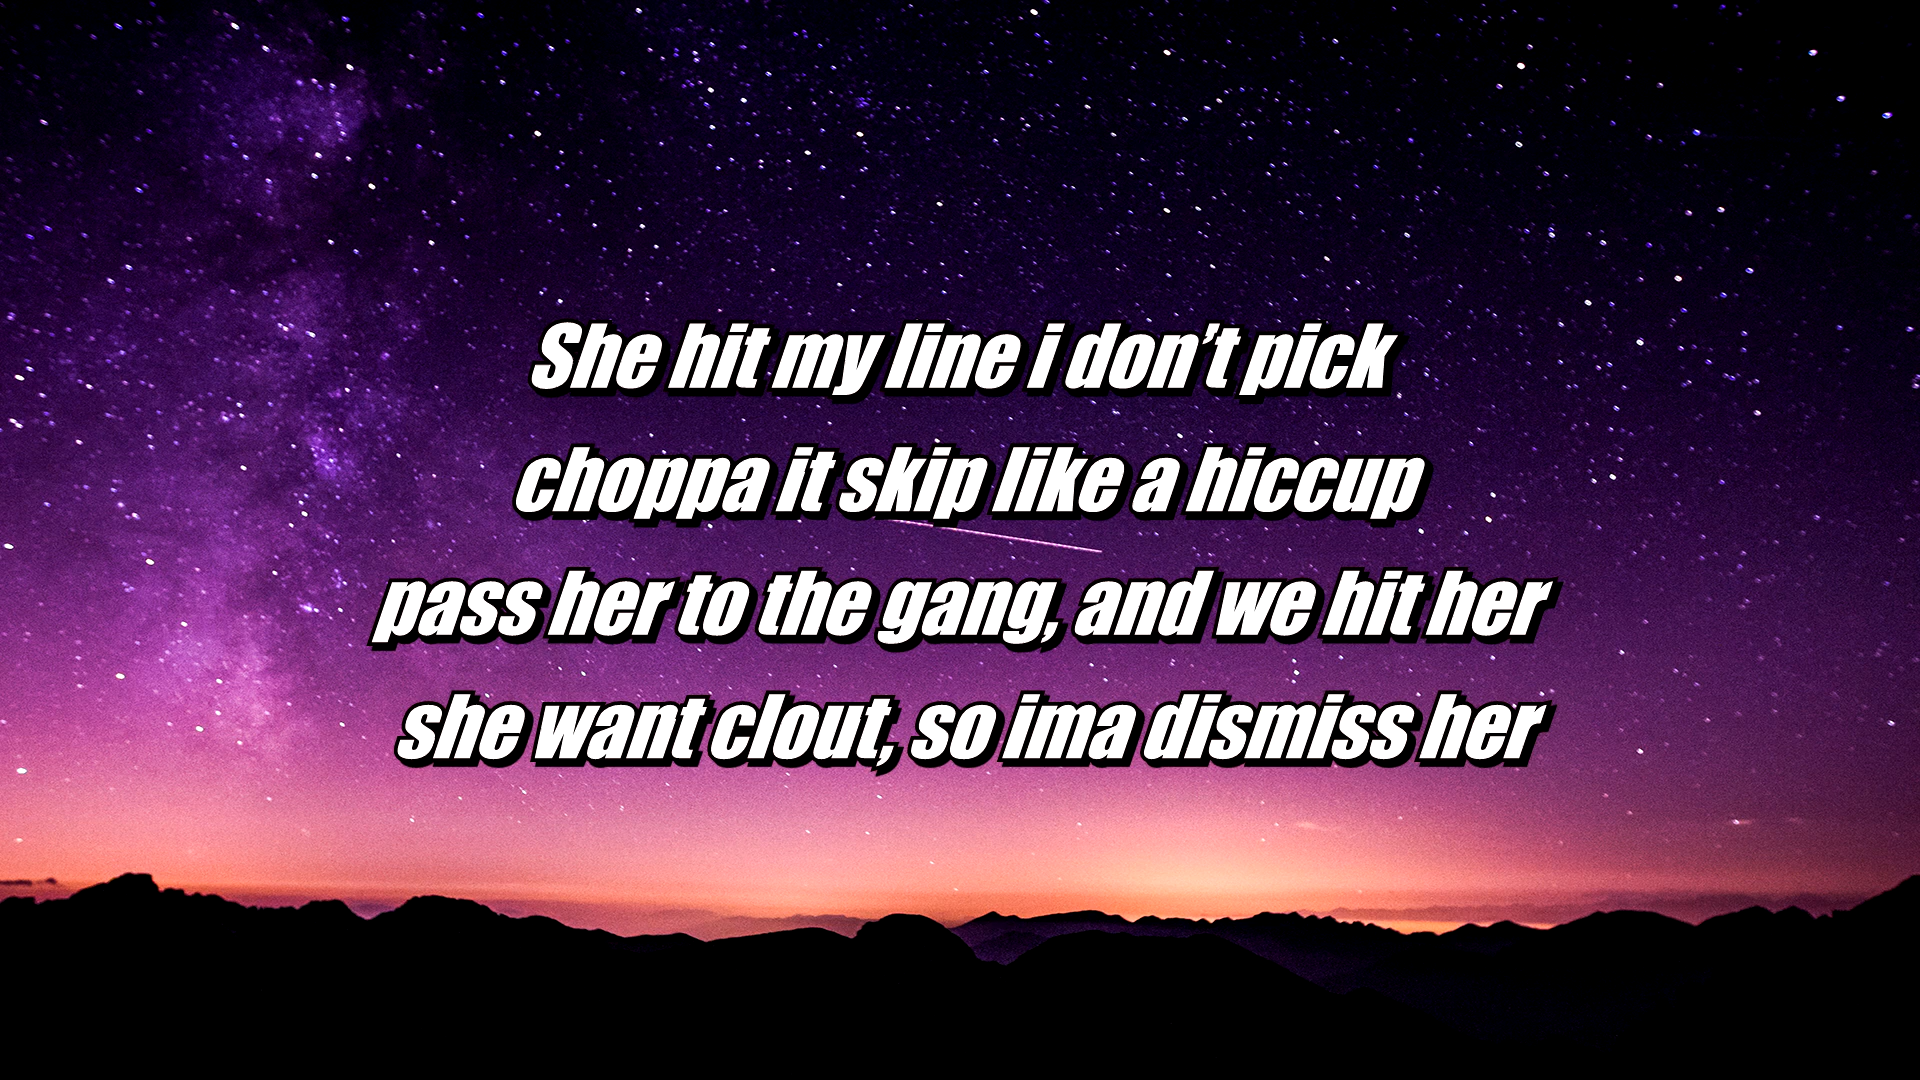 She hit my line i don't pick
choppa it skip like a hiccup
pass her to the gang, and we hit her
she want clout, so ima dismiss her